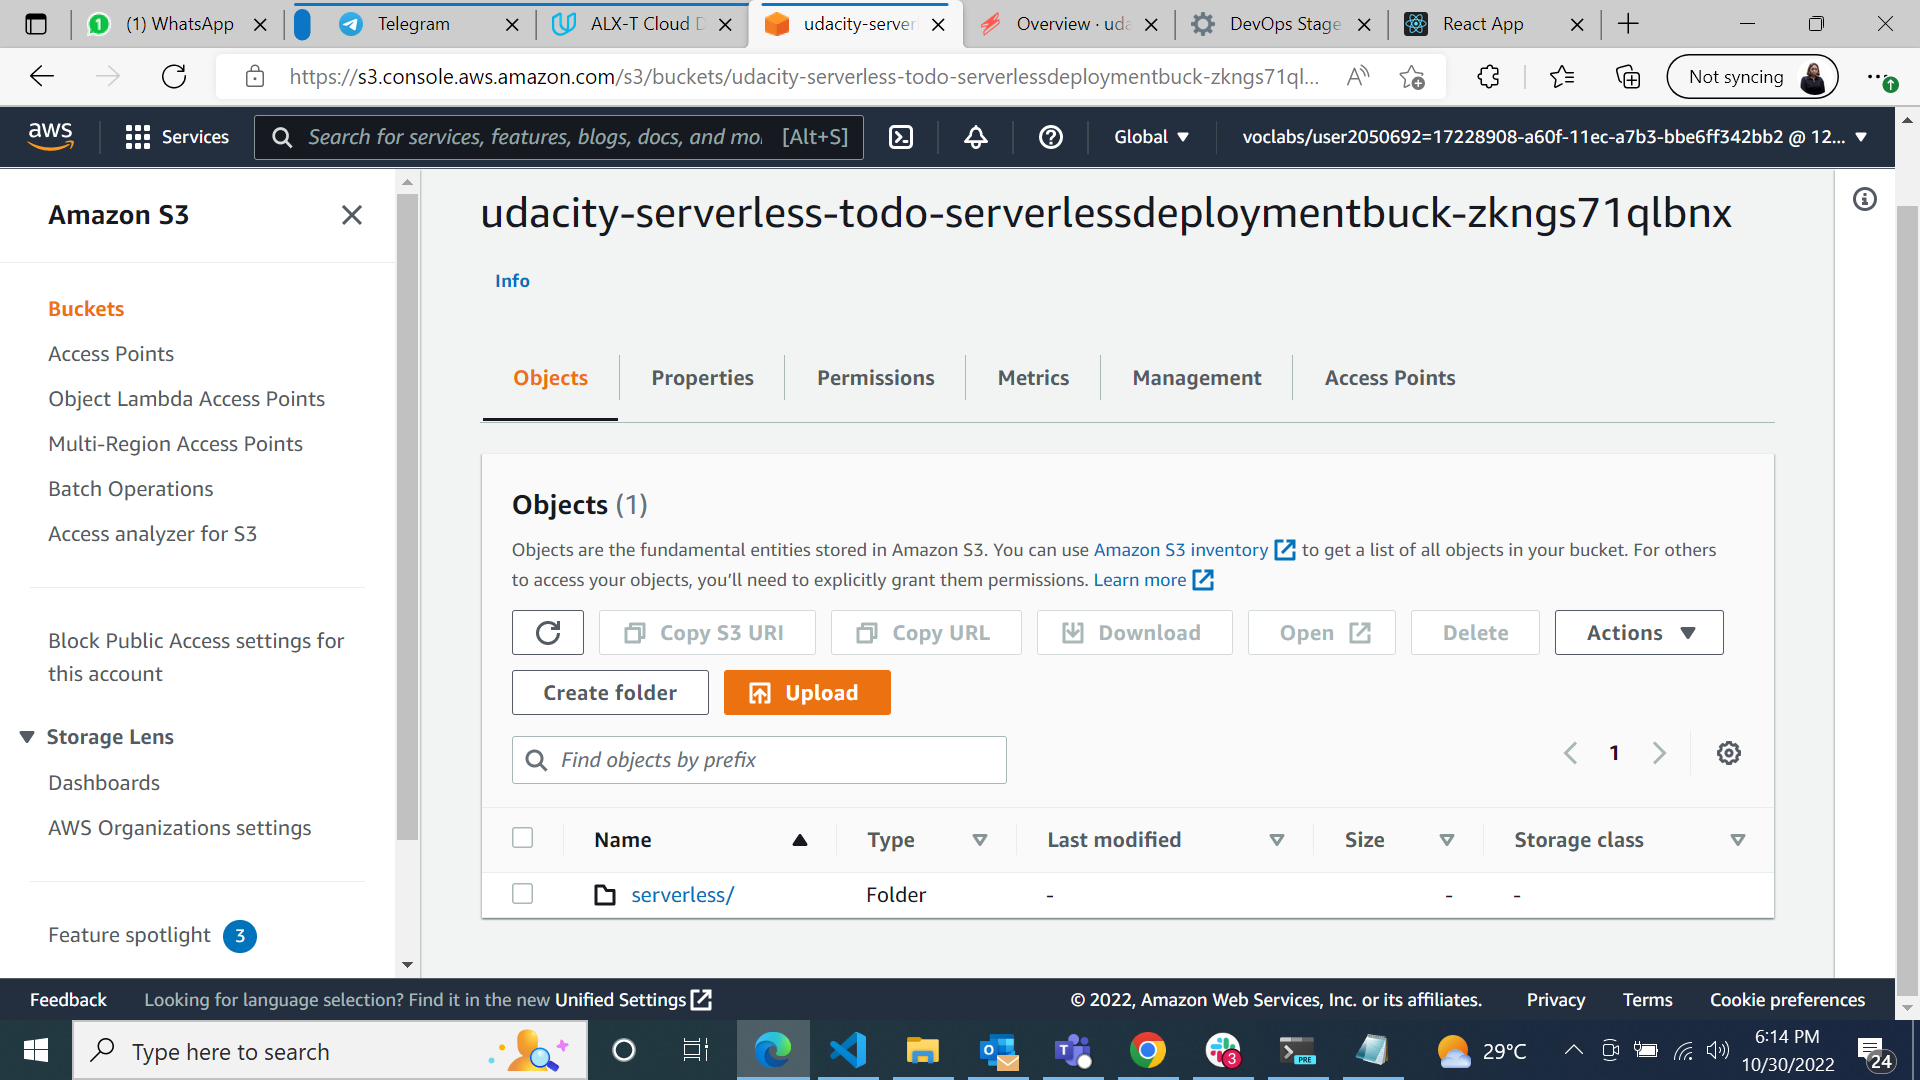 (1) WhatsApp
Telegram
ALX-T Cloud D
udacity-server
Overview · uda
DevOps Stage
React App
https://s3.console.aws.amazon.com/s3/buckets/udacity-serverless-todo-serverlessdeploymentbuck-zkngs71ql...
Not syncing
aws
Services
Search for services, features, blogs, docs, and mo
[Alt+S]
Global
voclabs/user2050692=17228908-a60f-11ec-a7b3-bbe6ff342bb2 @ 12...
Amazon S3
Buckets
Access Points
Object Lambda Access Points
Multi-Region Access Points
Batch Operations
Access analyzer for S3
Block Public Access settings for
this account
Storage Lens
Dashboards
AWS Organizations settings
Feature spotlight 3
udacity-serverless-todo-serverlessdeploymentbuck-zkngs71qlbnx
Info
Objects
Properties
Permissions
Metrics
Management
Access Points
Objects (1)
Objects are the fundamental entities stored in Amazon S3. You can use Amazon S3 inventory to get a list of all objects in your bucket. For others
to access your objects, you’ll need to explicitly grant them permissions. Learn more
Copy S3 URI
Copy URL
Download
Open
Delete
Actions
Create folder
Upload
Find objects by prefix
1
Name
Type
Last modified
Size
Storage class
serverless/
Folder
-
-
-
Feedback
Looking for language selection? Find it in the new Unified Settings
© 2022, Amazon Web Services, Inc. or its affiliates.
Privacy
Terms
Cookie preferences
Type here to search
3
PRE
29°C
6:14 PM
10/30/2022
24